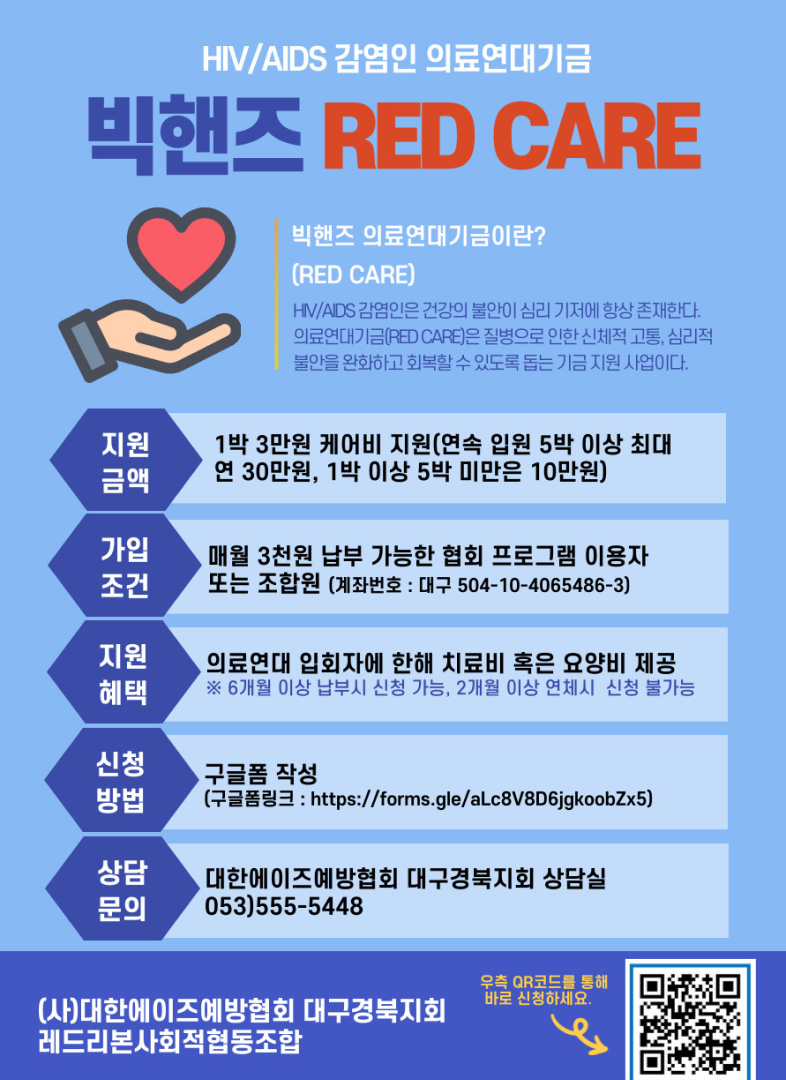 HIV/AIDS 감염인 의료연대기금
빅핸즈 RED CARE
빅핸즈 의료연대기금이란?
(RED CARE)
HIV/AIDS 감염인은 건강의 불안이 심리 기저에 항상 존재한다.
의료연대기금(RED CARE)은 질병으로 인한 신체적 고통, 심리적
불안을 완화하고 회복할 수 있도록 돕는 기금 지원 사업이다.
지원
금액
1박 3만원 케어비 지원(연속 입원 5박 이상 최대
연 30만원, 1박 이상 5박 미만은 10만원)
가입
조건
매월 3천원 납부 가능한 협회 프로그램 이용자
또는 조합원 (계좌번호 : 대구 504-10-4065486-3)
지원
혜택
의료연대 입회자에 한해 치료비 혹은 요양비 제공
※ 6개월 이상 납부시 신청 가능, 2개월 이상 연체시 신청 불가능
신청
방법
구글폼 작성
(구글폼링크 : https://forms.gle/aLc8V8D6jgkoobZx5)
상담
문의
대한에이즈예방협회 대구경북지회 상담실
053)555-5448
우측 QR코드를 통해
바로 신청하세요.
(사)대한에이즈예방협회 대구경북지회
레드리본사회적협동조합